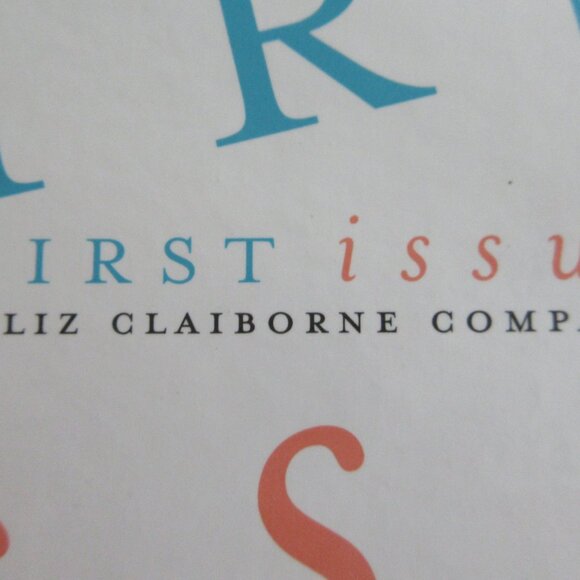 R
IRST issu
LIZ CLAIBORNE COMPA
s